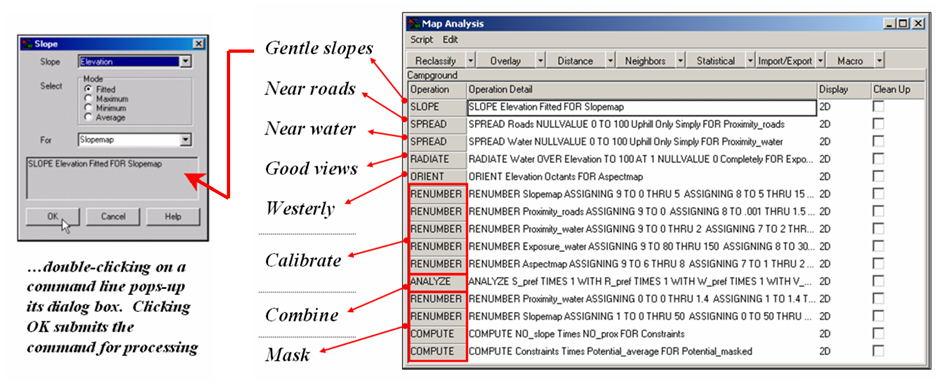 Slope
Slope Elevation
Select Mode
Fitted
Maximum
Minimum
Average
For Slopemap
SLOPE Elevation Fitted FOR Slopemap
OK Cancel Help
...double-clicking on a
command line pops-up
its dialog box. Clicking
OK submits the
command for processing
Gentle slopes
Near roads
Near water
Good views
Westerly
Calibrate
Combine
Mask
Map Analysis
Script Edit
Reclassify Overlay Distance Neighbors Statistical Import/Export Macro
Campground
Operation Operation Detail Display Clean Up
SLOPE SLOPE Elevation Fitted FOR Slopemap 2D
SPREAD SPREAD Roads NULLVALUE 0 TO 100 Uphill Only Simply FOR Proximity_roads 2D
SPREAD SPREAD Water NULLVALUE 0 TO 100 Uphill Only Simply FOR Proximity_water 2D
RADIATE RADIATE Water OVER Elevation TO 100 AT 1 NULLVALUE 0 Completely FOR Expo... 2D
ORIENT ORIENT Elevation Octants FOR Aspectmap 2D
RENUMBER RENUMBER Slopemap ASSIGNING 9 TO 0 THRU 5 ASSIGNING 8 TO 5 THRU 15 ... 2D
RENUMBER RENUMBER Proximity_roads ASSIGNING 9 TO 0 ASSIGNING 8 TO .001 THRU 1.5 ... 2D
RENUMBER RENUMBER Proximity_water ASSIGNING 9 TO 0 THRU 2 ASSIGNING 7 TO 2 THR... 2D
RENUMBER RENUMBER Exposure_water ASSIGNING 9 TO 80 THRU 150 ASSIGNING 8 TO 30... 2D
RENUMBER RENUMBER Aspectmap ASSIGNING 9 TO 6 THRU 8 ASSIGNING 7 TO 1 THRU 2 ... 2D
ANALYZE ANALYZE S_pref TIMES 1 WITH R_pref TIMES 1 WITH W_pref TIMES 1 WITH V_... 2D
RENUMBER RENUMBER Proximity_water ASSIGNING 0 TO 0 THRU 1.4 ASSIGNING 1 TO 1.4 T... 2D
RENUMBER RENUMBER Slopemap ASSIGNING 1 TO 0 THRU 50 ASSIGNING 0 TO 50 THRU ... 2D
COMPUTE COMPUTE NO_slope Times NO_prox FOR Constraints 2D
COMPUTE COMPUTE Constraints Times Potential_average FOR Potential_masked 2D